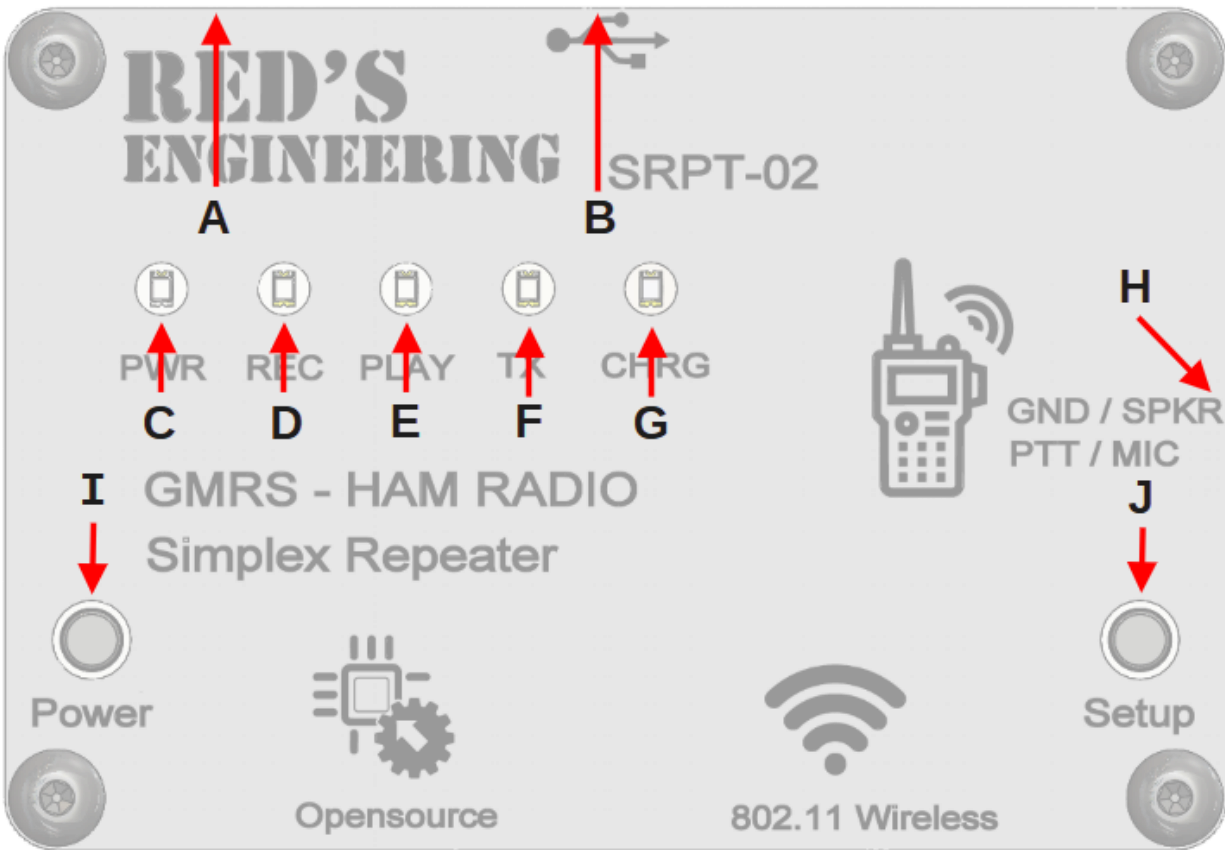 RED'S
ENGINEERING
SRPT-02
A
B
H
PWR REC PLAY TX CHRG
C D E F G
GND / SPKR
PTT / MIC
I
J
GMRS - HAM RADIO
Simplex Repeater
Power
Setup
Opensource
802.11 Wireless